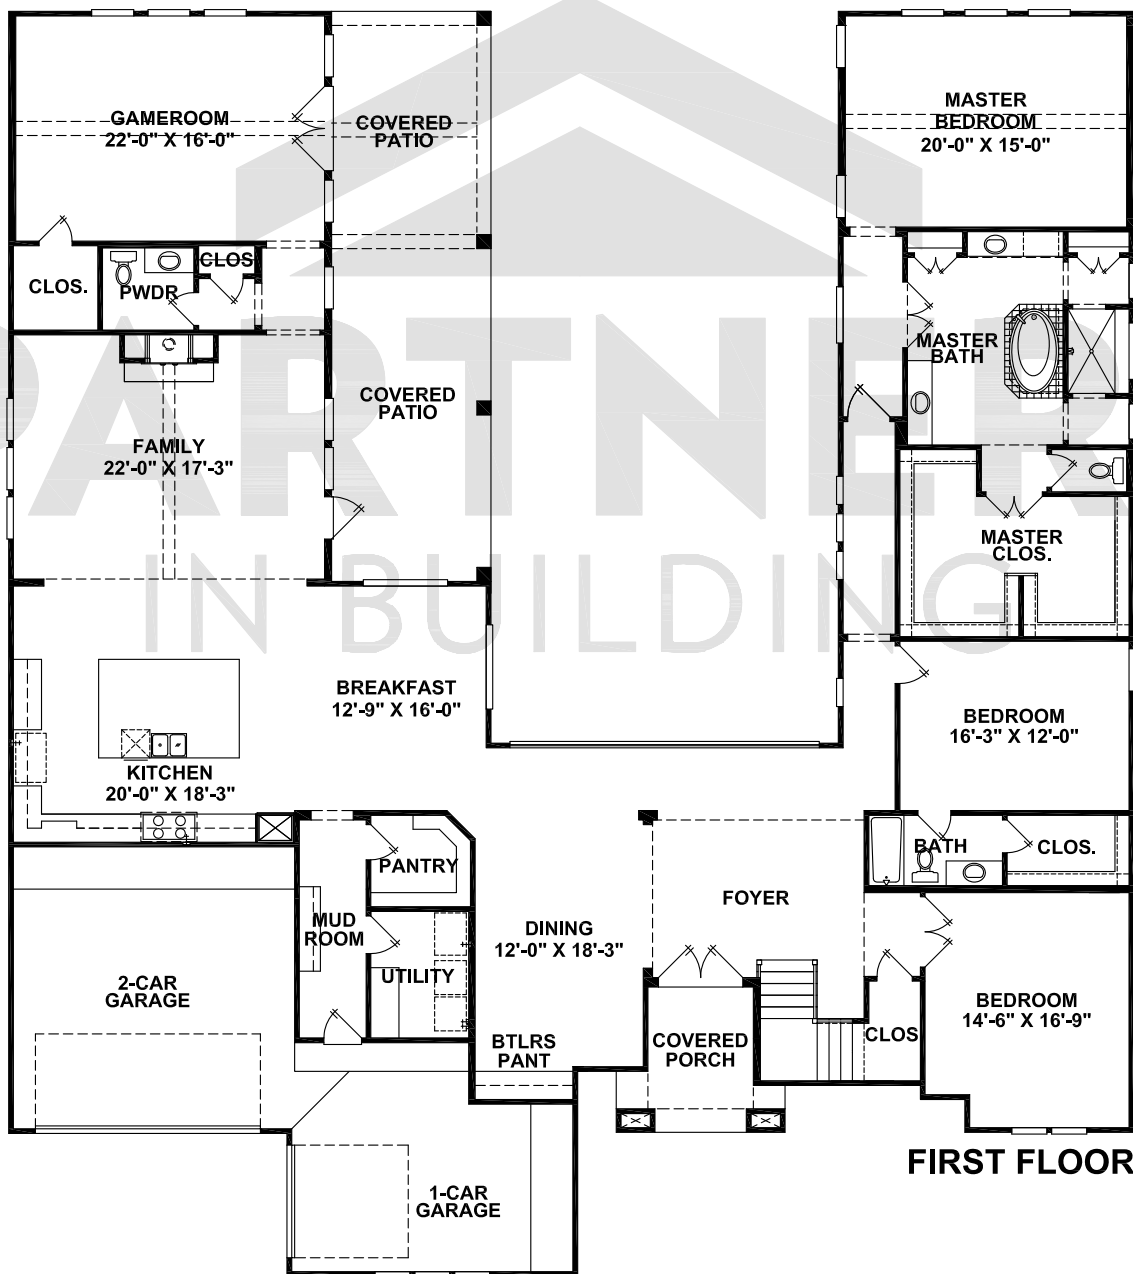 GAMEROOM
22'-0" X 16'-0"
COVERED
PATIO
MASTER
BEDROOM
20'-0" X 15'-0"
CLOS.
PWDR
CLOS
MASTER
BATH
COVERED
PATIO
FAMILY
22'-0" X 17'-3"
PARTNER
IN BUILDING
MASTER
CLOS.
BREAKFAST
12'-9" X 16'-0"
BEDROOM
16'-3" X 12'-0"
KITCHEN
20'-0" X 18'-3"
PANTRY
BATH
CLOS.
MUD
ROOM
FOYER
DINING
12'-0" X 18'-3"
UTILITY
2-CAR
GARAGE
BEDROOM
14'-6" X 16'-9"
BTLRS
PANT
COVERED
PORCH
CLOS
FIRST FLOOR
1-CAR
GARAGE